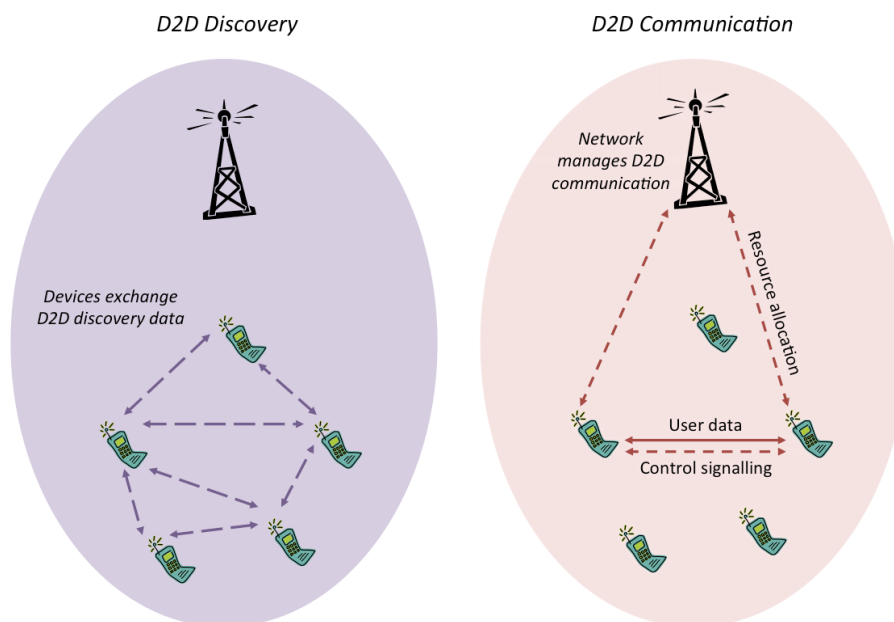 D2D Discovery
D2D Communication
Devices exchange
D2D discovery data
Network
manages D2D
communication
Resource allocation
User data
Control signalling